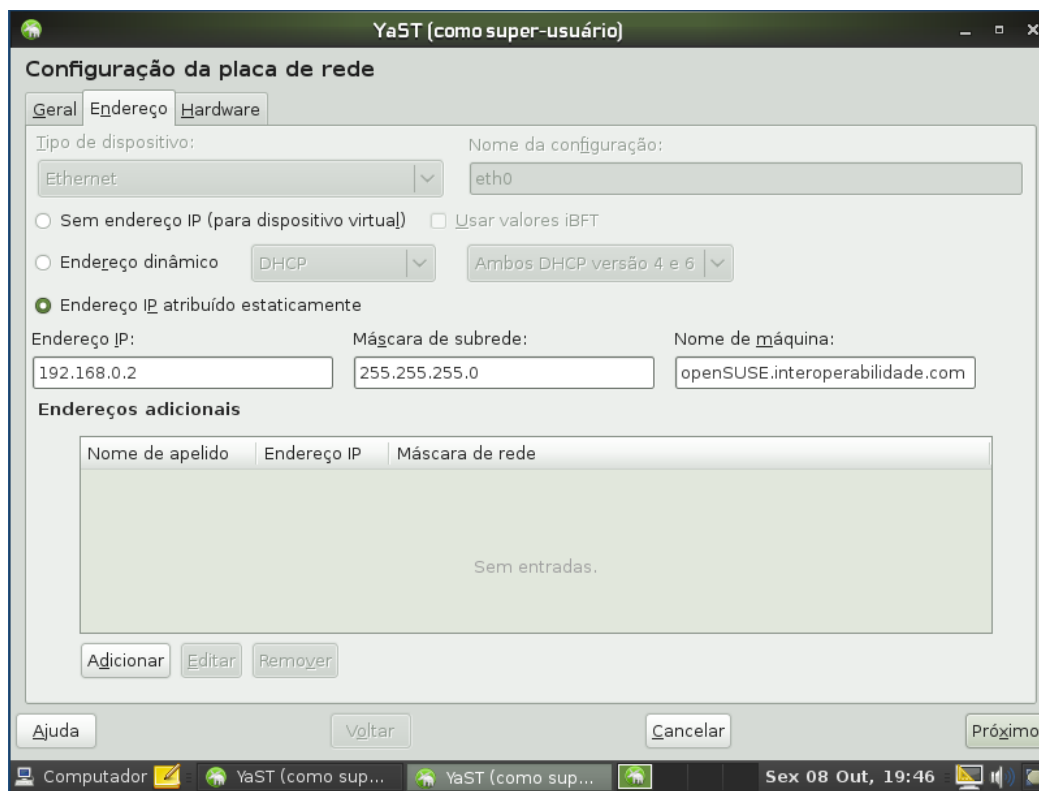 YaST (como super-usuário)
Configuração da placa de rede
Geral Endereço Hardware
Tipo de dispositivo: Nome da configuração:
Ethernet eth0
Sem endereço IP (para dispositivo virtual) Usar valores iBFT
Endereço dinâmico DHCP Ambos DHCP versão 4 e 6
Endereço IP atribuído estaticamente
Endereço IP: Máscara de subrede: Nome de máquina:
192.168.0.2 255.255.255.0 openSUSE.interoperabilidade.com
Endereços adicionais
Nome de apelido Endereço IP Máscara de rede
Sem entradas.
Adicionar Editar Remover
Ajuda Voltar Cancelar Próximo
Computador YaST (como sup... YaST (como sup... Sex 08 Out, 19:46